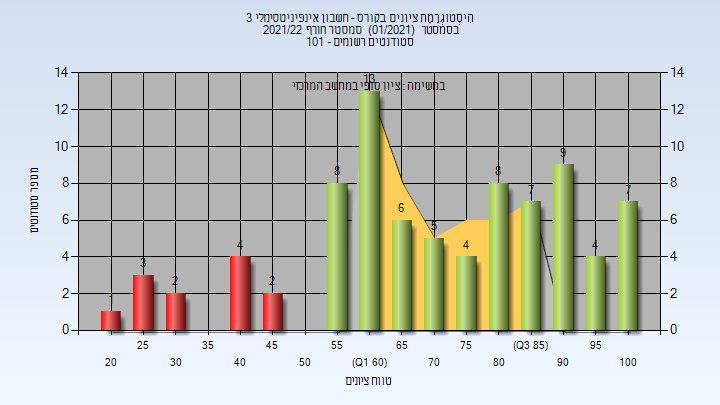 היסטוגרמת ציונים בקורס - חשבון אינפיניטסימלי 3
בסמסטר (01/2021) סמסטר חורף 2021/22
סטודנטים רשומים - 101
במשימה : ציון סופי במחשב המרכזי
מספר סטודנטים
14 14
12 12
10 10
8 8
6 6
4 4
2 2
0 0
1 3 2 4 2 8 13 6 5 4 8 7 9 4 7
25 35 45 55 65 75 (Q3 85) 95
20 30 40 50 (Q1 60) 70 80 90 100
טווח ציונים